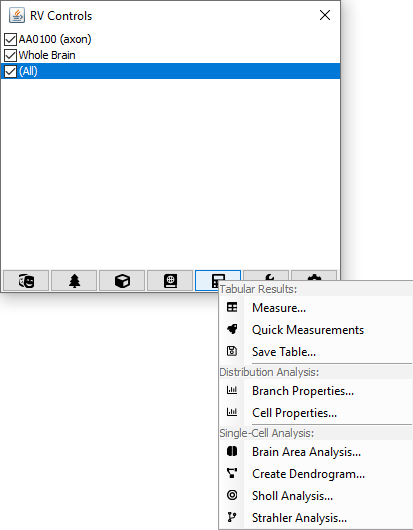 RV Controls
AA0100 (axon)
Whole Brain
(All)
Tabular Results:
Measure...
Quick Measurements
Save Table...
Distribution Analysis:
Branch Properties...
Cell Properties...
Single-Cell Analysis:
Brain Area Analysis...
Create Dendrogram...
Sholl Analysis...
Strahler Analysis...